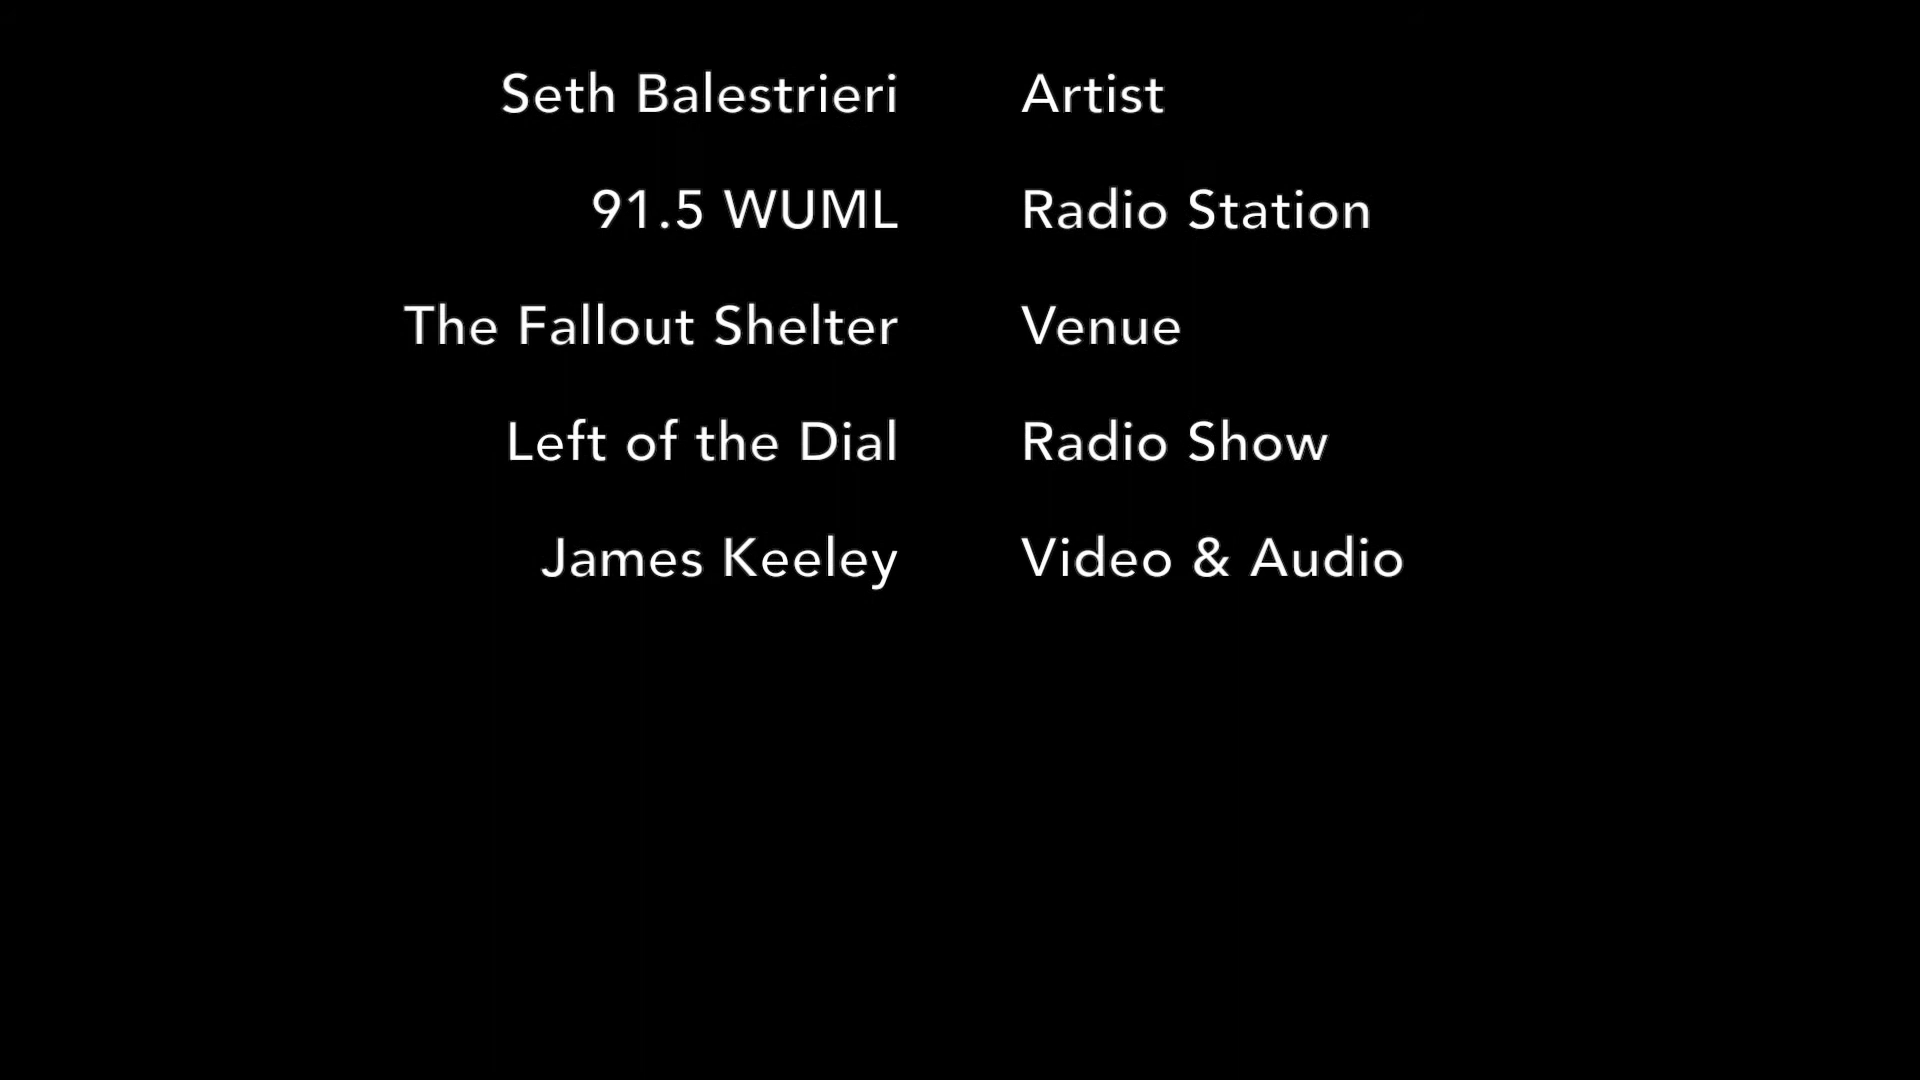 Seth Balestrieri Artist
91.5 WUML Radio Station
The Fallout Shelter Venue
Left of the Dial Radio Show
James Keeley Video & Audio